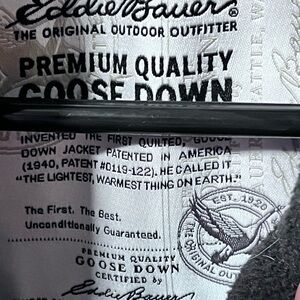 Eddie Bauer®
THE ORIGINAL OUTDOOR OUTFITTER
PREMIUM QUALITY
GOOSE DOWN
INVENTED THE FIRST QUILTED, GOOSE
DOWN JACKET PATENTED IN AMERICA
(1940, PATENT #D119-122). HE CALLED IT
"THE LIGHTEST, WARMEST THING ON EARTH."
The First. The Best.
Unconditionally Guaranteed.
EST. 1920
THE ORIGINAL OUT
PREMIUM QUALITY
GOOSE DOWN
CERTIFIED by
Eddie Bauer